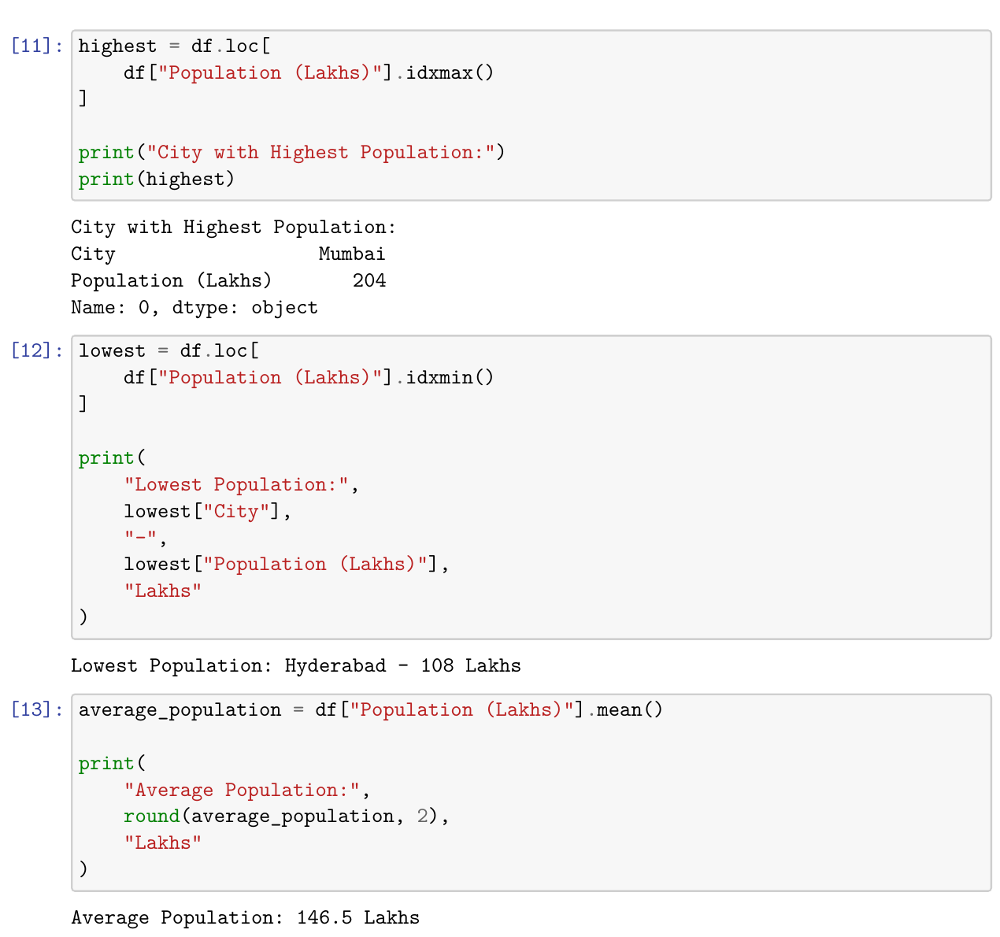 [11]: highest = df.loc[
    df["Population (Lakhs)"].idxmax()
]
print("City with Highest Population:")
print(highest)
City with Highest Population:
City                  Mumbai
Population (Lakhs)       204
Name: 0, dtype: object
[12]: lowest = df.loc[
    df["Population (Lakhs)"].idxmin()
]
print(
    "Lowest Population:",
    lowest["City"],
    "-",
    lowest["Population (Lakhs)"],
    "Lakhs"
)
Lowest Population: Hyderabad - 108 Lakhs
[13]: average_population = df["Population (Lakhs)"].mean()
print(
    "Average Population:",
    round(average_population, 2),
    "Lakhs"
)
Average Population: 146.5 Lakhs